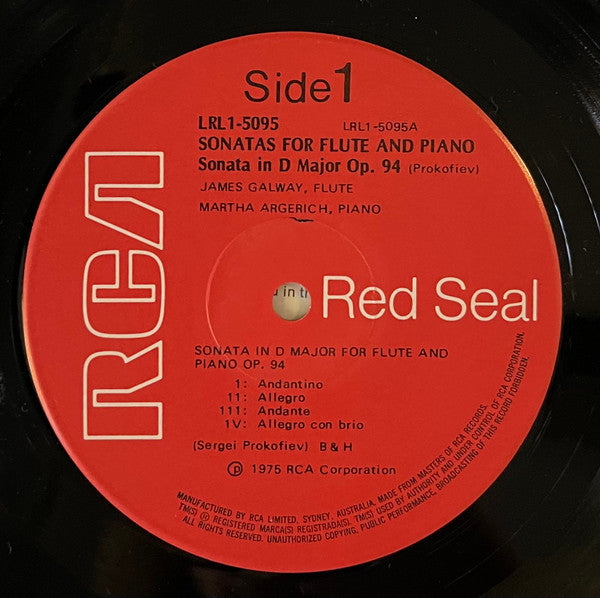 Side 1
LRL1-5095 LRL1-5095A
SONATAS FOR FLUTE AND PIANO
Sonata in D Major Op. 94 (Prokofiev)
JAMES GALWAY, FLUTE
MARTHA ARGERICH, PIANO
RCA
u in tr
Red Seal
SONATA IN D MAJOR FOR FLUTE AND
PIANO OP. 94
1: Andantino
11: Allegro
111: Andante
1V: Allegro con brio
(Sergei Prokofiev) B & H
℗ 1975 RCA Corporation
MANUFACTURED BY RCA LIMITED, SYDNEY, AUSTRALIA, MADE FROM MASTERS OF RCA RECORDS.
TM(S) ® REGISTERED MARCA(S) REGISTRADA(S). TM(S) USED BY AUTHORITY AND UNDER CONTROL OF RCA CORPORATION.
ALL RIGHTS RESERVED. UNAUTHORIZED COPYING, PUBLIC PERFORMANCE, BROADCASTING OF THIS RECORD FORBIDDEN.